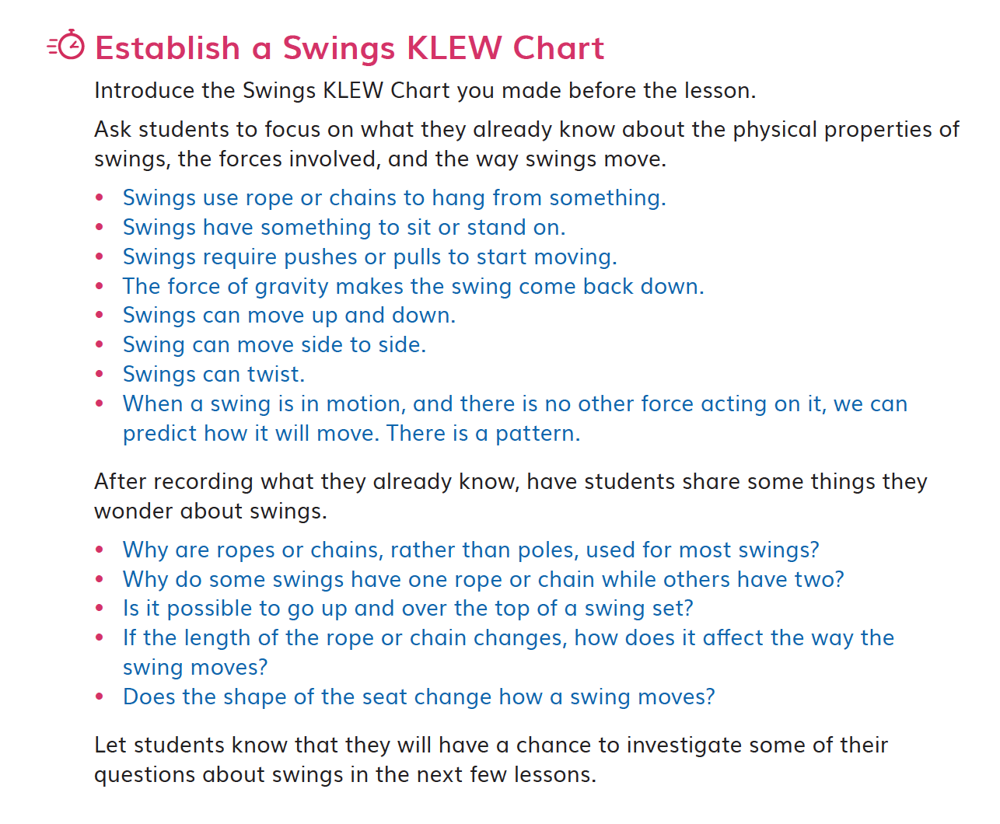 Establish a Swings KLEW Chart
Introduce the Swings KLEW Chart you made before the lesson.
Ask students to focus on what they already know about the physical properties of
swings, the forces involved, and the way swings move.
• Swings use rope or chains to hang from something.
• Swings have something to sit or stand on.
• Swings require pushes or pulls to start moving.
• The force of gravity makes the swing come back down.
• Swings can move up and down.
• Swing can move side to side.
• Swings can twist.
• When a swing is in motion, and there is no other force acting on it, we can
predict how it will move. There is a pattern.
After recording what they already know, have students share some things they
wonder about swings.
• Why are ropes or chains, rather than poles, used for most swings?
• Why do some swings have one rope or chain while others have two?
• Is it possible to go up and over the top of a swing set?
• If the length of the rope or chain changes, how does it affect the way the
swing moves?
• Does the shape of the seat change how a swing moves?
Let students know that they will have a chance to investigate some of their
questions about swings in the next few lessons.